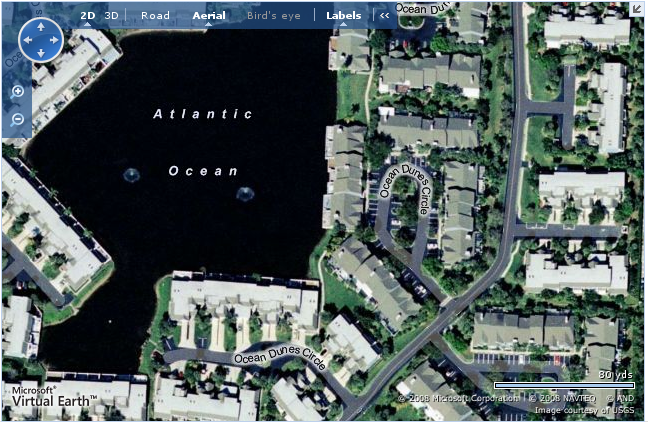 2D 3D Road Aerial Bird's eye Labels <<
Ocean Du
Atlantic
Ocean
Ocean Dunes Circle
Ocean Dunes Circle
80 yds
Microsoft®
Virtual Earth™
© 2008 Microsoft Corporation © 2008 NAVTEQ © AND
Image courtesy of USGS